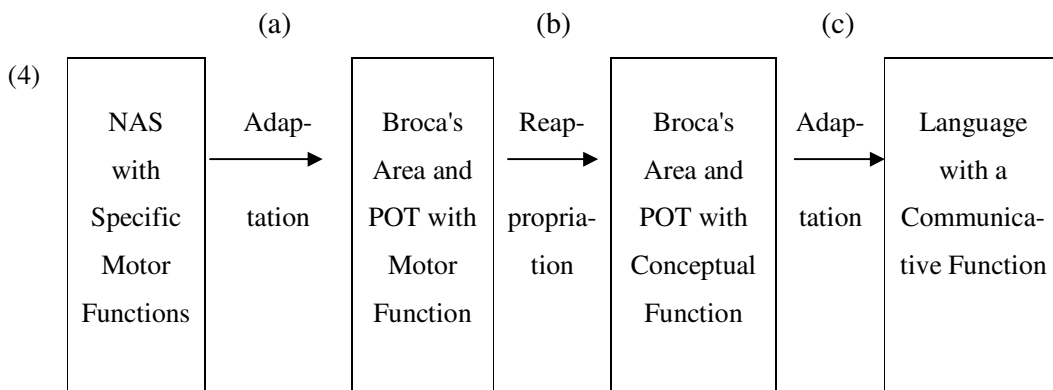 (a) (b) (c)
(4)
NAS Adap- Broca's Reap- Broca's Adap- Language
with Area and Area and with a
Specific tation POT with propria- POT with tation Communica-
Motor Motor tion Conceptual tive Function
Functions Function Function